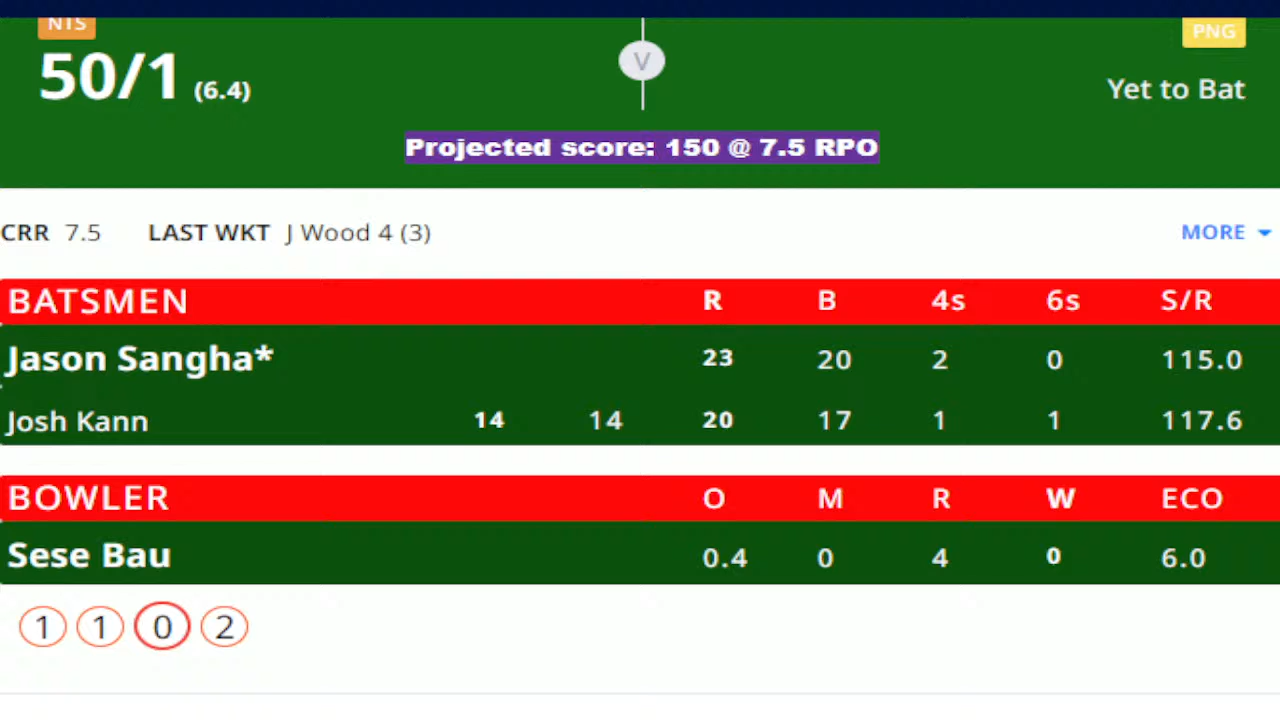 NTS
PNG
50/1 (6.4)
V
Yet to Bat
Projected score: 150 @ 7.5 RPO
CRR 7.5 LAST WKT J Wood 4 (3) MORE
BATSMEN R B 4s 6s S/R
Jason Sangha* 23 20 2 0 115.0
Josh Kann 14 14 20 17 1 1 117.6
BOWLER O M R W ECO
Sese Bau 0.4 0 4 0 6.0
1 1 0 2